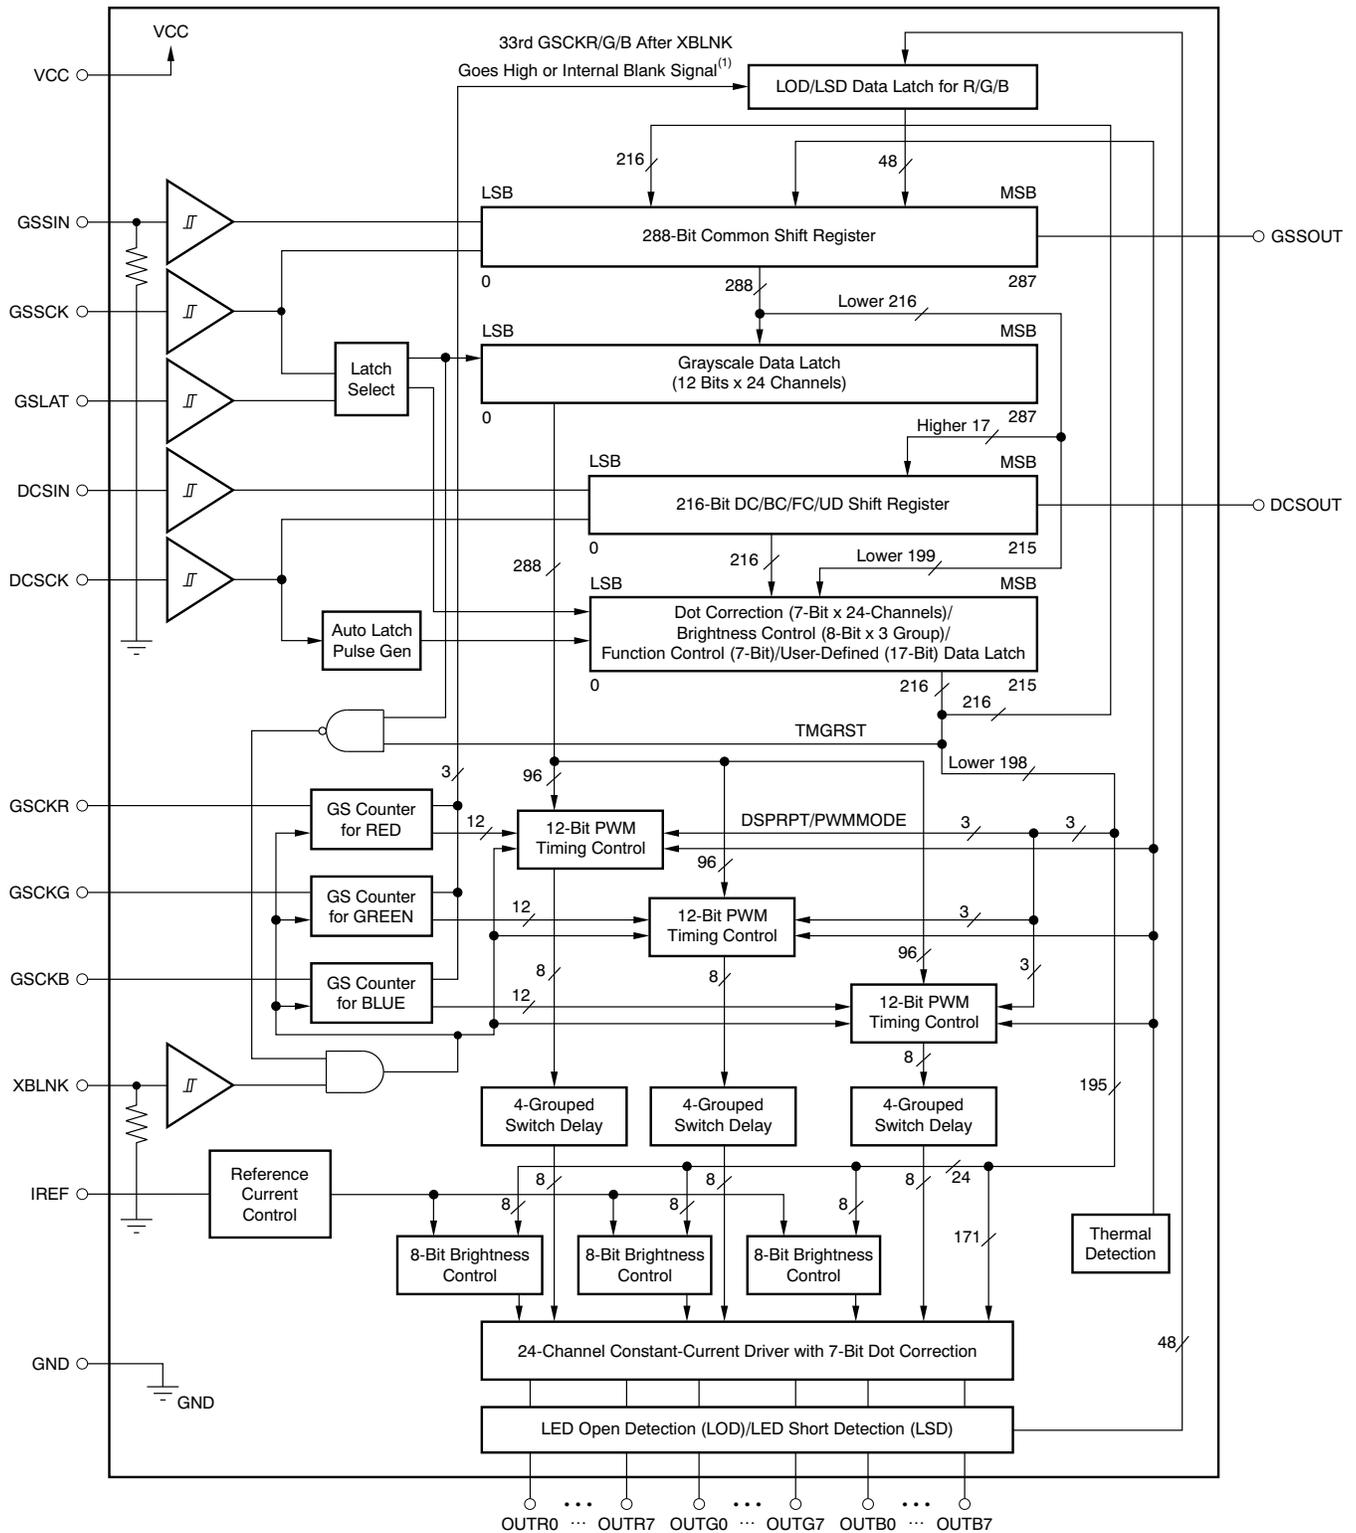 VCC
VCC
33rd GSCKR/G/B After XBLNK
Goes High or Internal Blank Signal(1)
LOD/LSD Data Latch for R/G/B
216
48
LSB
MSB
GSSIN
288-Bit Common Shift Register
GSSOUT
0
287
288
Lower 216
GSSCK
LSB
MSB
Latch
Select
Grayscale Data Latch
(12 Bits x 24 Channels)
GSLAT
0
287
Higher 17
LSB
MSB
DCSIN
216-Bit DC/BC/FC/UD Shift Register
DCSOUT
0
215
288
216
Lower 199
DCSCK
LSB
MSB
Auto Latch
Pulse Gen
Dot Correction (7-Bit x 24-Channels)/
Brightness Control (8-Bit x 3 Group)/
Function Control (7-Bit)/User-Defined (17-Bit) Data Latch
0
216
215
216
TMGRST
Lower 198
3
96
GSCKR
GS Counter
for RED
12
12-Bit PWM
Timing Control
DSPRPT/PWMMODE
3
3
96
GSCKG
GS Counter
for GREEN
12
12-Bit PWM
Timing Control
3
96
3
8
8
GSCKB
GS Counter
for BLUE
12
12-Bit PWM
Timing Control
8
XBLNK
195
4-Grouped
Switch Delay
4-Grouped
Switch Delay
4-Grouped
Switch Delay
IREF
Reference
Current
Control
8
8
8
24
8
8
8
171
Thermal
Detection
8-Bit Brightness
Control
8-Bit Brightness
Control
8-Bit Brightness
Control
GND
GND
24-Channel Constant-Current Driver with 7-Bit Dot Correction
48
LED Open Detection (LOD)/LED Short Detection (LSD)
••• ••• •••
OUTR0 ... OUTR7 OUTG0 ... OUTG7 OUTB0 ... OUTB7